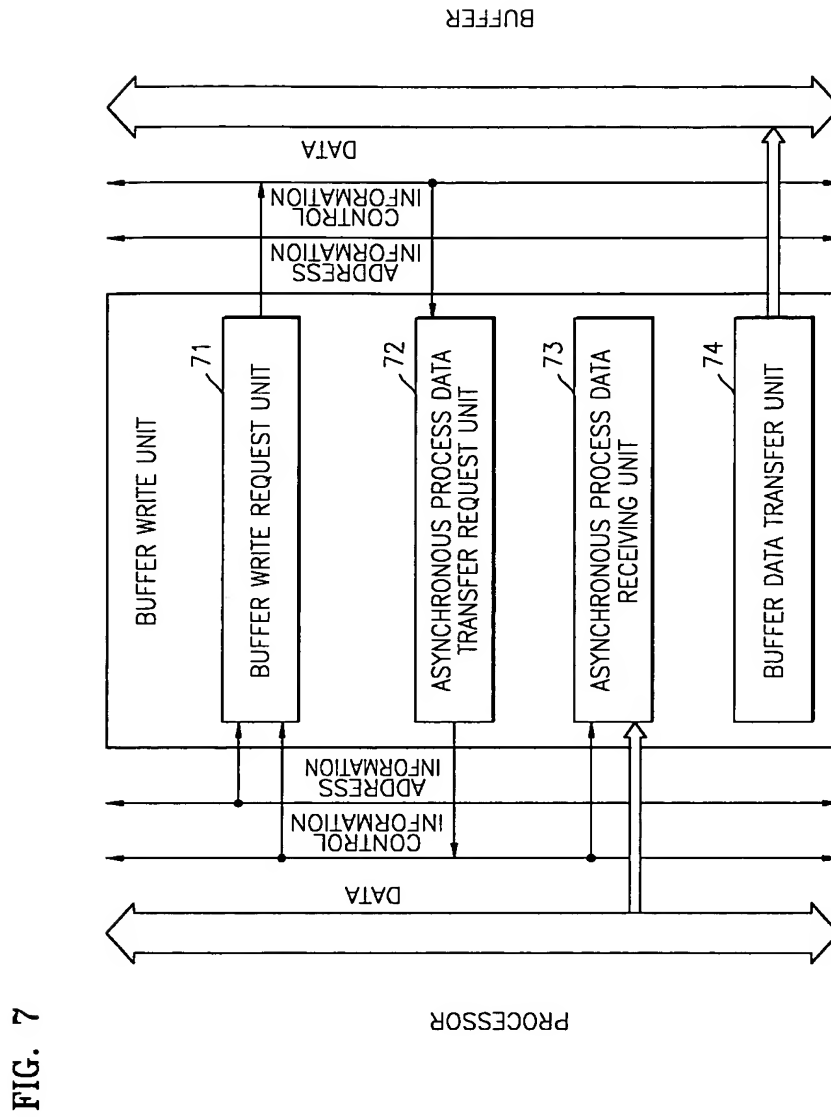 FIG. 7
BUFFER WRITE UNIT
71
BUFFER WRITE REQUEST UNIT
72
ASYNCHRONOUS PROCESS DATA
TRANSFER REQUEST UNIT
73
ASYNCHRONOUS PROCESS DATA
RECEIVING UNIT
74
BUFFER DATA TRANSFER UNIT
PROCESSOR
DATA
CONTROL
INFORMATION
ADDRESS
INFORMATION
ADDRESS
INFORMATION
CONTROL
INFORMATION
DATA
BUFFER